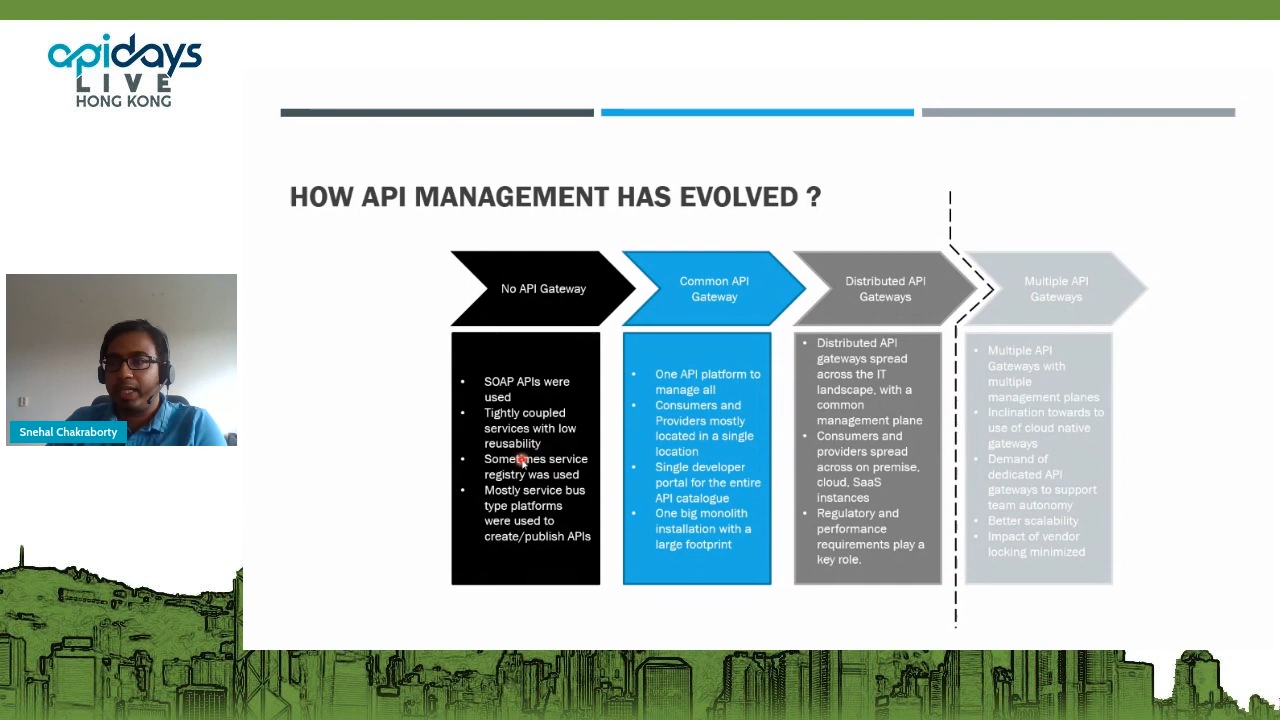 apidays
LIVE
HONG KONG
HOW API MANAGEMENT HAS EVOLVED ?
No API Gateway
Common API
Gateway
Distributed API
Gateways
Multiple API
Gateways
• SOAP APIs were
used
• Tightly coupled
services with low
reusability
• Sometimes service
registry was used
• Mostly service bus
type platforms
were used to
create/publish APIs
• One API platform to
manage all
• Consumers and
Providers mostly
located in a single
location
• Single developer
portal for the entire
API catalogue
• One big monolith
installation with a
large footprint
• Distributed API
gateways spread
across the IT
landscape, with a
common
management plane
• Consumers and
providers spread
across on premise,
cloud, SaaS
instances
• Regulatory and
performance
requirements play a
key role.
• Multiple API
Gateways with
multiple
management planes
• Inclination towards to
use of cloud native
gateways
• Demand of
dedicated API
gateways to support
team autonomy
• Better scalability
• Impact of vendor
locking minimized
Snehal Chakraborty